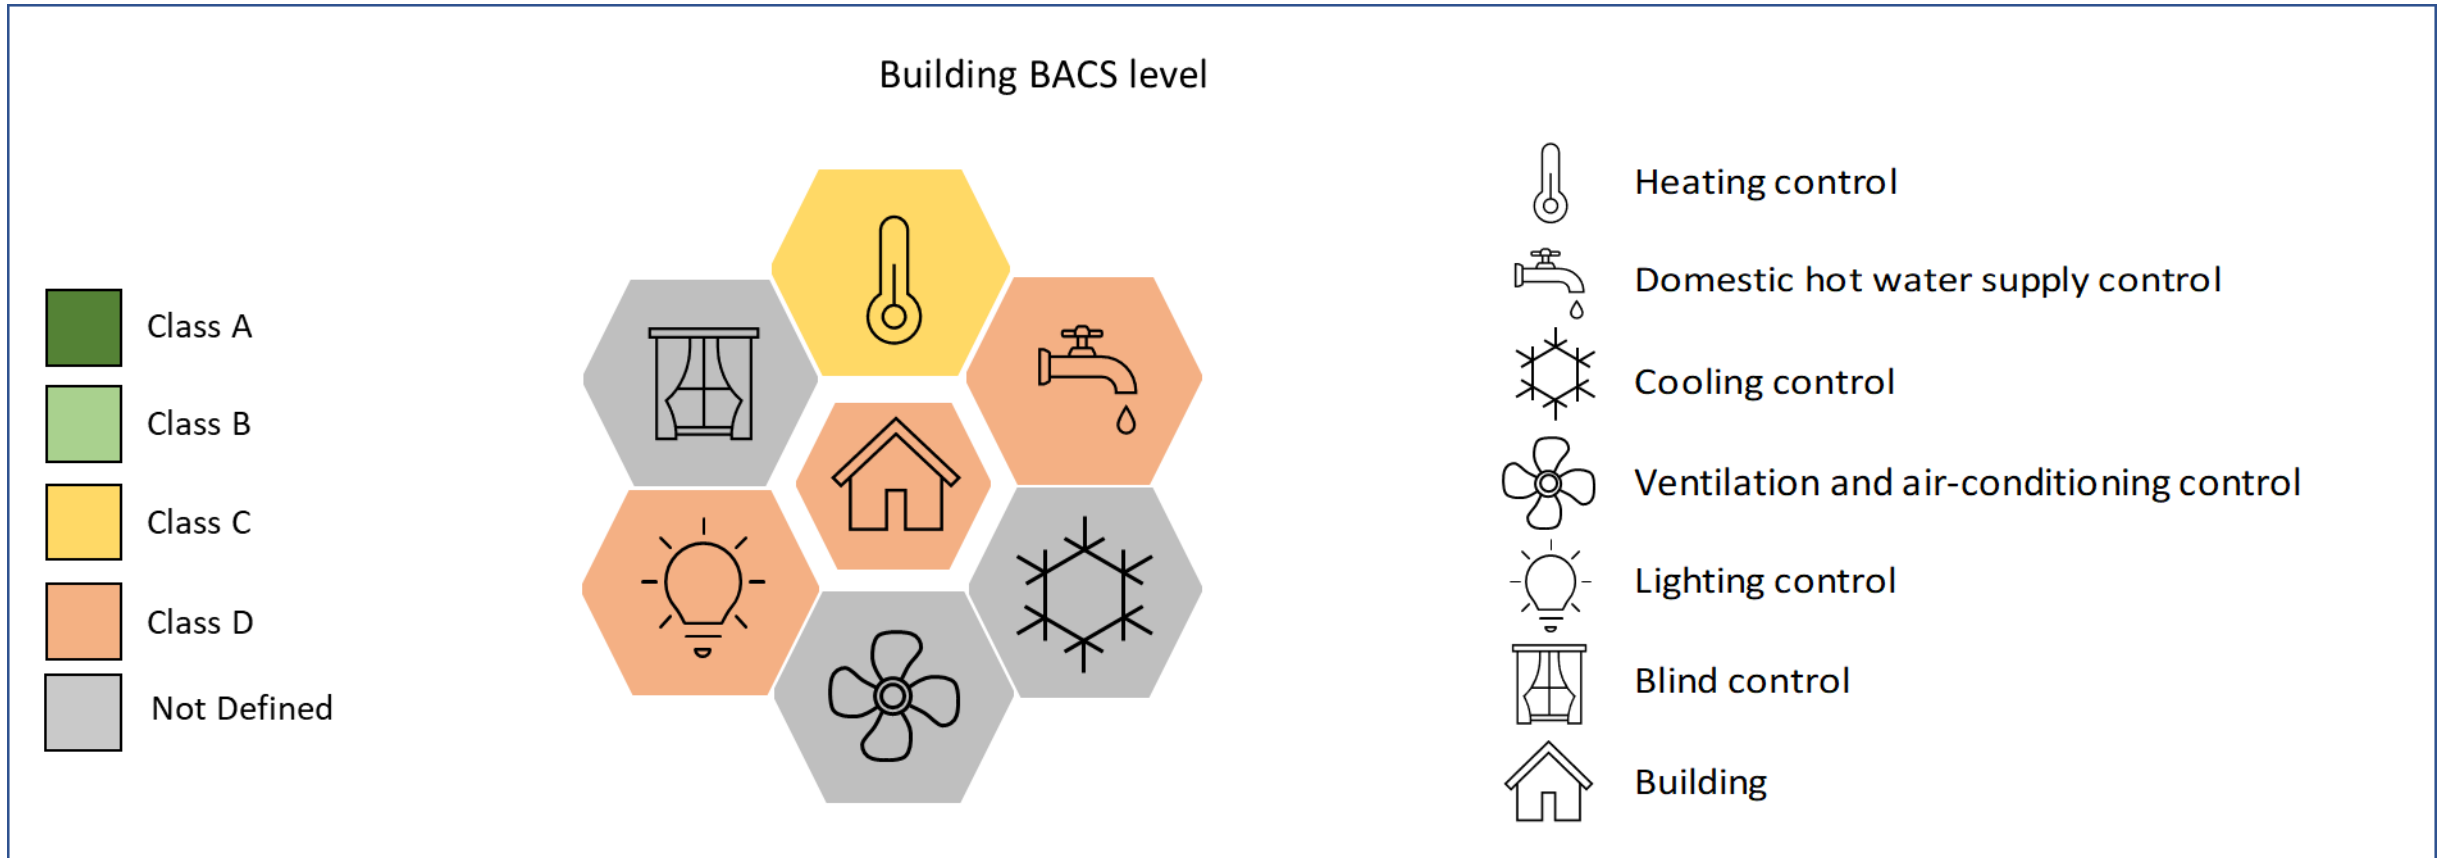 Building BACS level
Class A
Class B
Class C
Class D
Not Defined
Heating control
Domestic hot water supply control
Cooling control
Ventilation and air-conditioning control
Lighting control
Blind control
Building